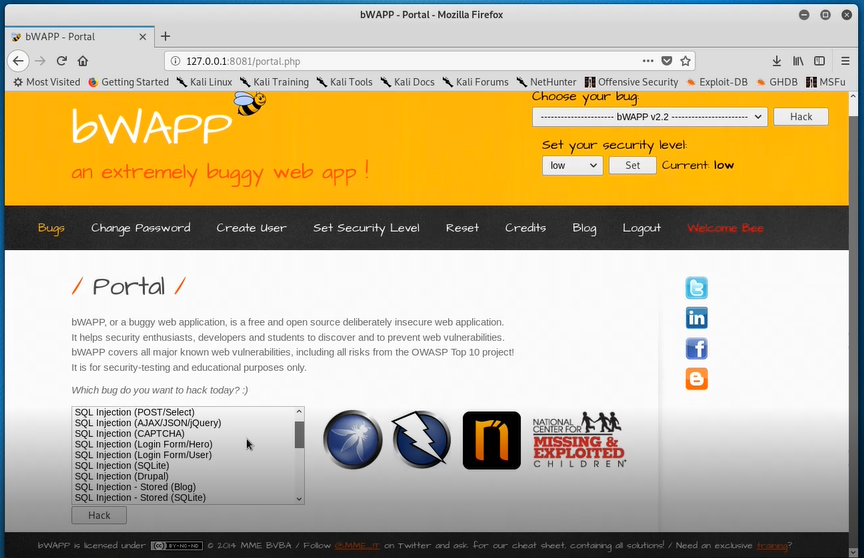 bWAPP - Portal - Mozilla Firefox
bWAPP - Portal
127.0.0.1:8081/portal.php
Most Visited Getting Started Kali Linux Kali Training Kali Tools Kali Docs Kali Forums NetHunter Offensive Security Exploit-DB GHDB MSFu
bWAPP
an extremely buggy web app !
Choose your bug:
---------------------- bWAPP v2.2 ----------------------- Hack
Set your security level:
low Set Current: low
Bugs Change Password Create User Set Security Level Reset Credits Blog Logout Welcome Bee
/ Portal /
bWAPP, or a buggy web application, is a free and open source deliberately insecure web application.
It helps security enthusiasts, developers and students to discover and to prevent web vulnerabilities.
bWAPP covers all major known web vulnerabilities, including all risks from the OWASP Top 10 project!
It is for security-testing and educational purposes only.
Which bug do you want to hack today? :)
SQL Injection (POST/Select)
SQL Injection (AJAX/JSON/jQuery)
SQL Injection (CAPTCHA)
SQL Injection (Login Form/Hero)
SQL Injection (Login Form/User)
SQL Injection (SQLite)
SQL Injection (Drupal)
SQL Injection - Stored (Blog)
SQL Injection - Stored (SQLite)
Hack
NATIONAL
CENTER FOR
MISSING &
EXPLOITED
CHILDREN
bWAPP is licensed under cc BY-NC-ND © 2014 MME BVBA / Follow @MME_IT on Twitter and ask for our cheat sheet, containing all solutions! / Need an exclusive training?